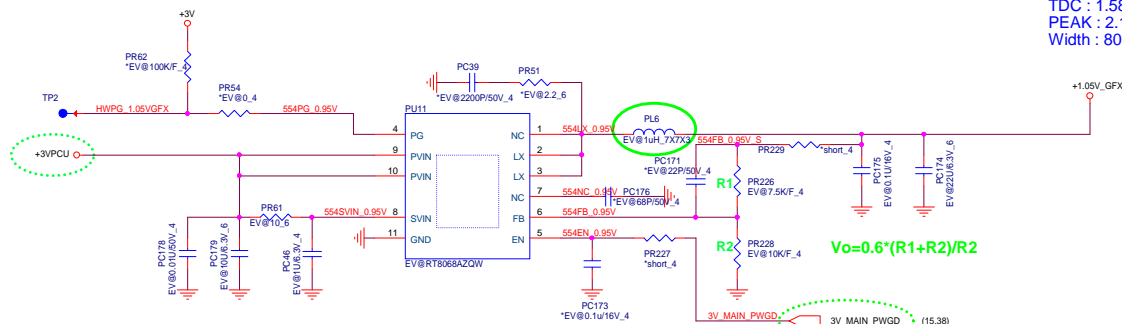 TDC : 1.58
PEAK : 2.1
Width : 80
+3V
PR62
*EV@100K/F_4
PR54
*EV@0_4
TP2
HWPG_1.05VGFX
554PG_0.95V
+3VPCU
PC39
*EV@2200P/50V_4
PR51
*EV@2.2_6
PU11
4
PG
9
PVIN
10
PVIN
8
SVIN
11
GND
NC
1
LX
2
LX
3
NC
7
FB
6
EN
5
EV@RT8068AZQW
PR61
EV@10_6
554SVIN_0.95V
PC178
EV@0.01U/50V_4
PC179
EV@10U/6.3V_6
PC46
EV@1U/6.3V_4
554LX_0.95V
PL6
EV@1uH_7X7X3
554FB_0.95V_S
PC171
*EV@22P/50V_4
554NC_0.95V
PC176
*EV@68P/50V_4
554FB_0.95V
554EN_0.95V
PR229
*short_4
R1
PR226
EV@7.5K/F_4
R2
PR228
EV@10K/F_4
PC175
EV@0.1U/16V_4
PC174
EV@22U/6.3V_6
+1.05V_GFX
Vo=0.6*(R1+R2)/R2
PR227
*short_4
PC173
*EV@0.1u/16V_4
3V_MAIN_PWGD
3V_MAIN_PWGD (15,38)